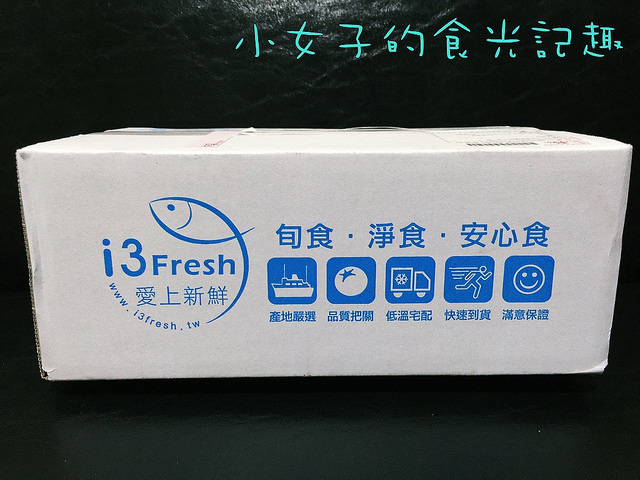 小女子的食光記趣
i3Fresh
愛上新鮮
www.i3fresh.tw
旬食·淨食·安心食
產地嚴選 品質把關 低溫宅配 快速到貨 滿意保證